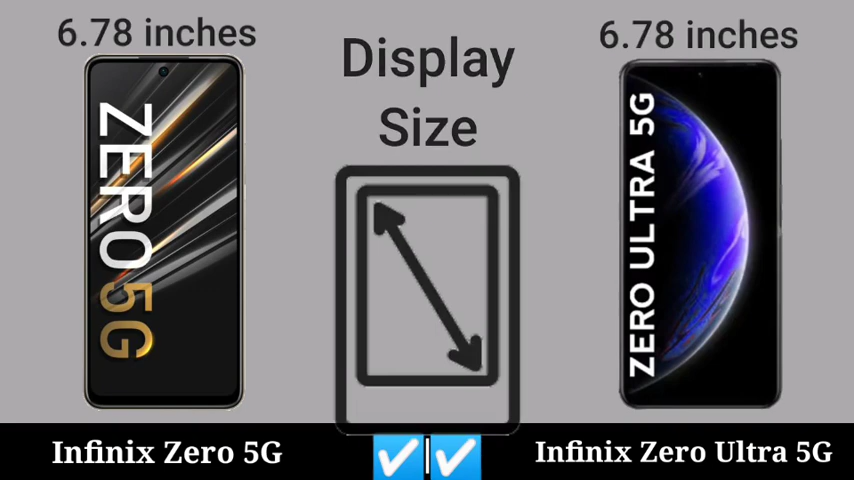 6.78 inches
Display
Size
6.78 inches
ZERO 5G
ZERO ULTRA 5G
Infinix Zero 5G
Infinix Zero Ultra 5G